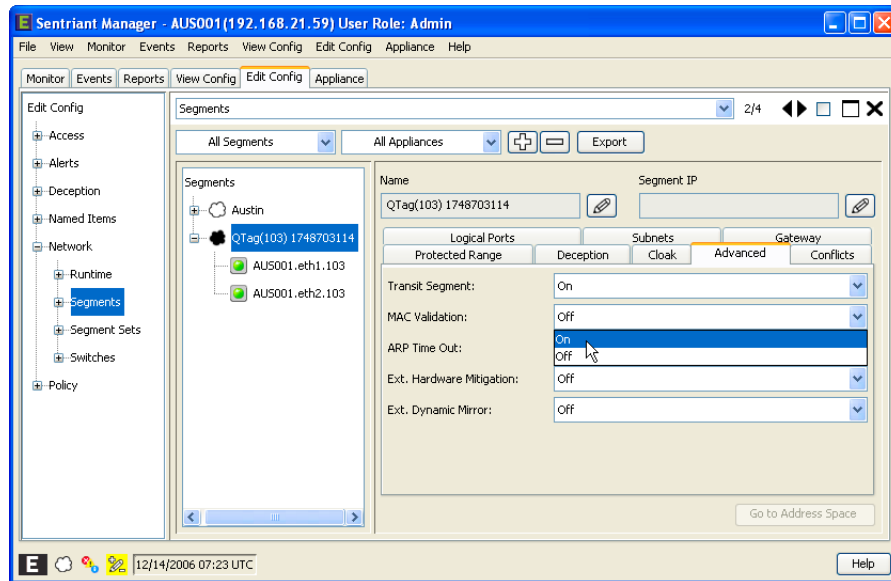 E Sentriant Manager - AUS001(192.168.21.59) User Role: Admin
File View Monitor Events Reports View Config Edit Config Appliance Help
Monitor Events Reports View Config Edit Config Appliance
Edit Config
Access
Alerts
Deception
Named Items
Network
Runtime
Segments
Segment Sets
Switches
Policy
Segments
2/4
All Segments All Appliances Export
Segments
Austin
QTag(103) 1748703114
AUS001.eth1.103
AUS001.eth2.103
Name Segment IP
QTag(103) 1748703114
Logical Ports Subnets Gateway
Protected Range Deception Cloak Advanced Conflicts
Transit Segment: On
MAC Validation: Off
On
ARP Time Out:
Off
Ext. Hardware Mitigation: Off
Ext. Dynamic Mirror: Off
Go to Address Space
E 12/14/2006 07:23 UTC Help